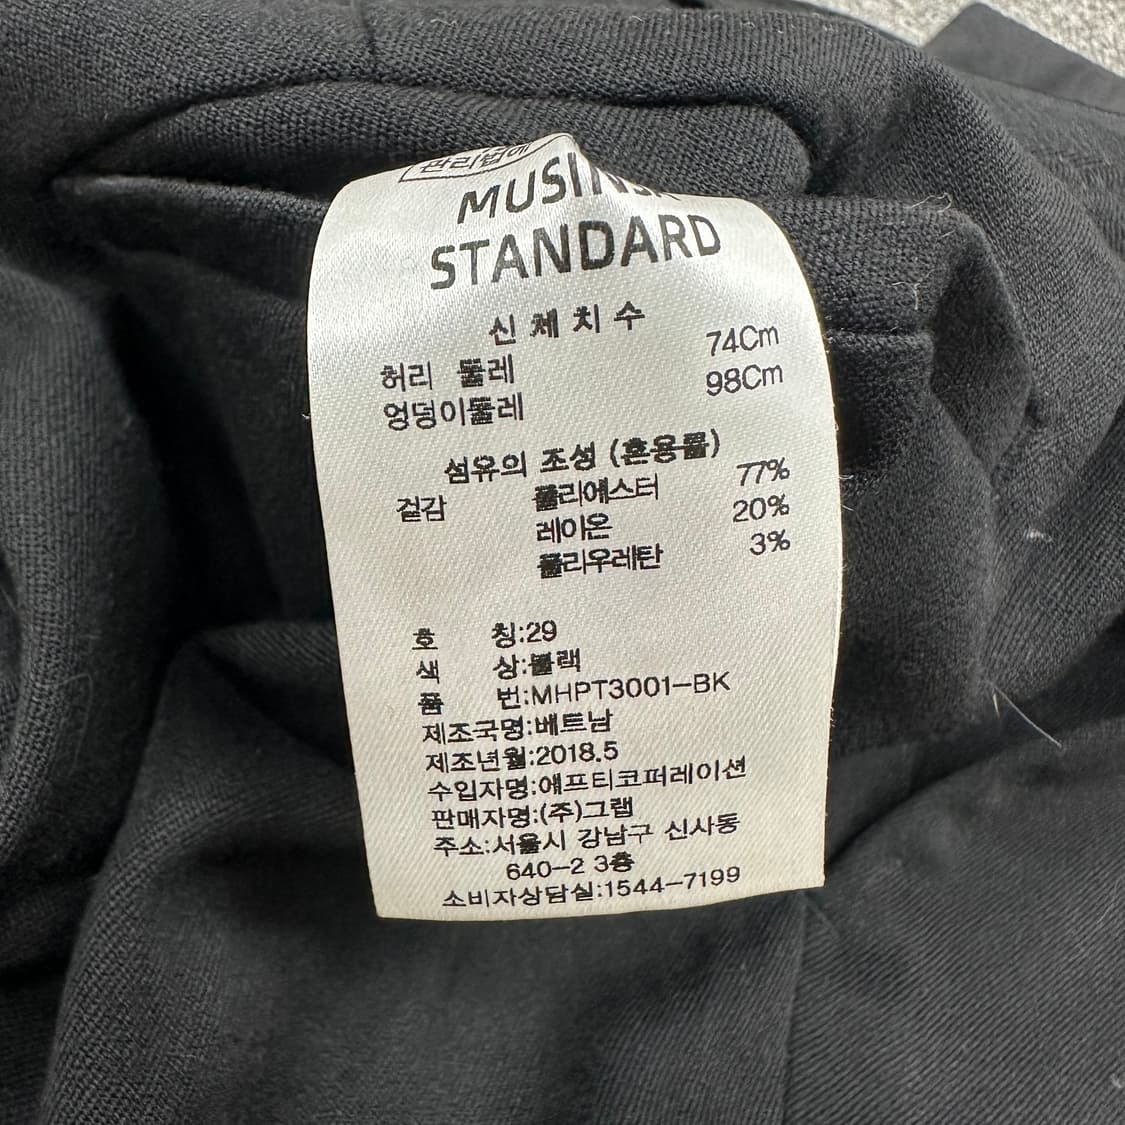 MUSINSA
STANDARD
신 체 치 수
허리 둘레 74Cm
엉덩이둘레 98Cm
섬유의 조성 (혼용률)
겉감 폴리에스터 77%
레이온 20%
폴리우레탄 3%
호 칭:29
색 상:블랙
품 번:MHPT3001-BK
제조국명:베트남
제조년월:2018.5
수입자명:에프티코퍼레이션
판매자명:(주)그랩
주소:서울시 강남구 신사동
640-2 3층
소비자상담실:1544-7199